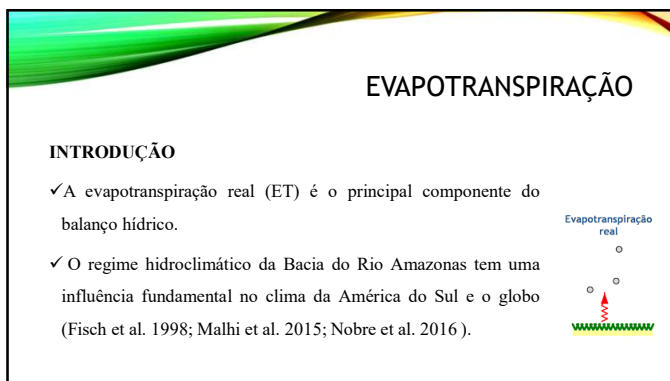 EVAPOTRANSPIRAÇÃO
INTRODUÇÃO
✓A evapotranspiração real (ET) é o principal componente do
balanço hídrico.
✓ O regime hidroclimático da Bacia do Rio Amazonas tem uma
influência fundamental no clima da América do Sul e o globo
(Fisch et al. 1998; Malhi et al. 2015; Nobre et al. 2016 ).
Evapotranspiração
real